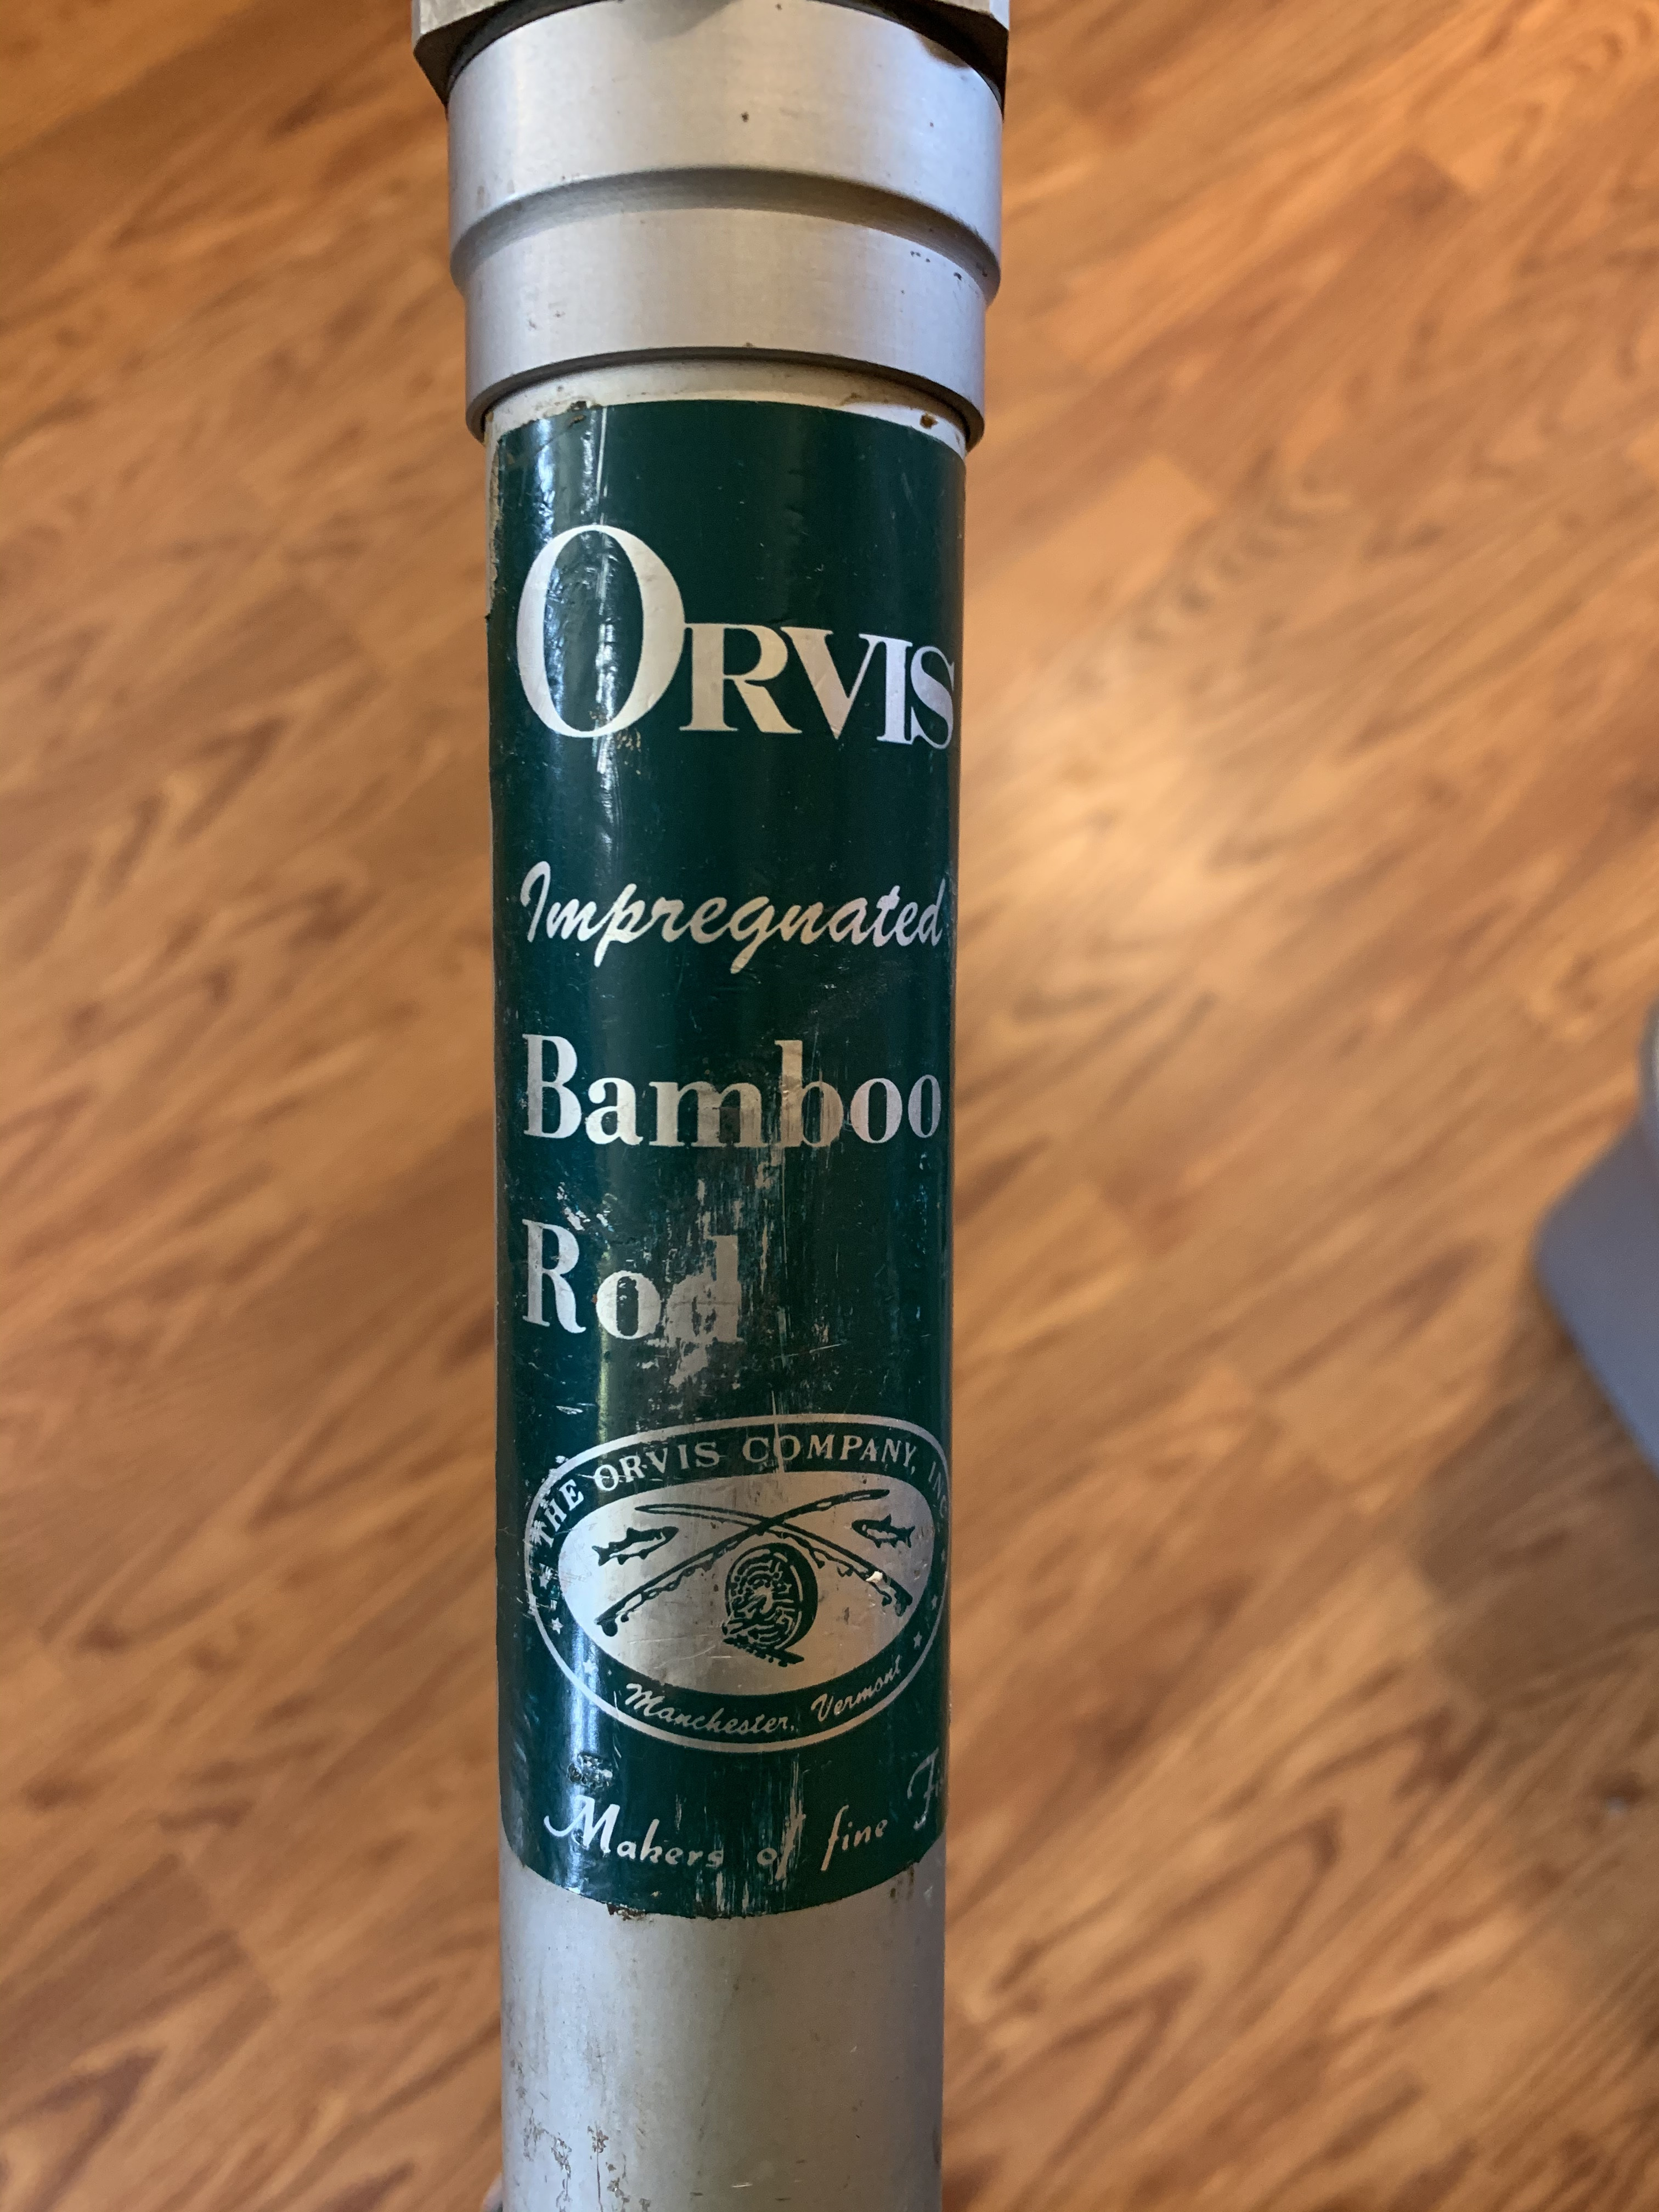 ORVIS
Impregnated
Bamboo
Rod
THE ORVIS COMPANY, INC
Manchester, Vermont
Makers of fine